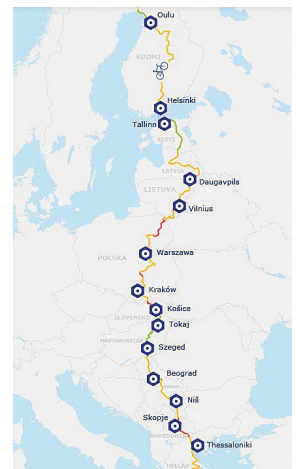 Oulu
SUOMI
Helsinki
Tallinn
EESTI
LATVIJA
Daugavpils
LIETUVA
Vilnius
Warszawa
POLSKA
Kraków
Košice
SLOVENSKO
Tokaj
MAGYARORSZÁG
Szeged
Beograd
Niš
Skopje
MAKEDONIJA
Thessaloniki
HELLAS